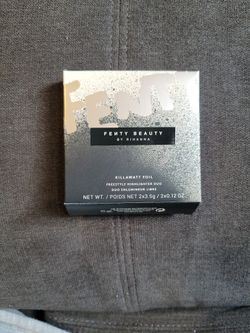 FENT
FENTY BEAUTY
BY RIHANNA
KILLAWATT FOIL
FREESTYLE HIGHLIGHTER DUO
DUO ENLUMINEUR LIBRE
NET WT. / POIDS NET 2x3.5g / 2x0.12 OZ.